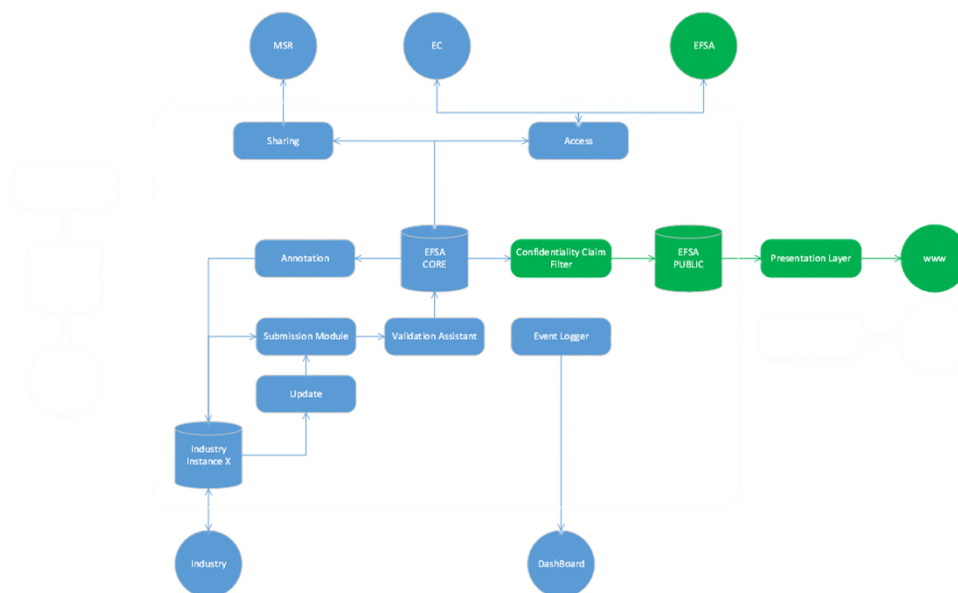 MSR
EC
EFSA
Sharing
Access
Annotation
EFSA
CORE
Confidentiality Claim
Filter
EFSA
PUBLIC
Presentation Layer
www
Submission Module
Validation Assistant
Event Logger
Update
Industry
Instance X
Industry
DashBoard